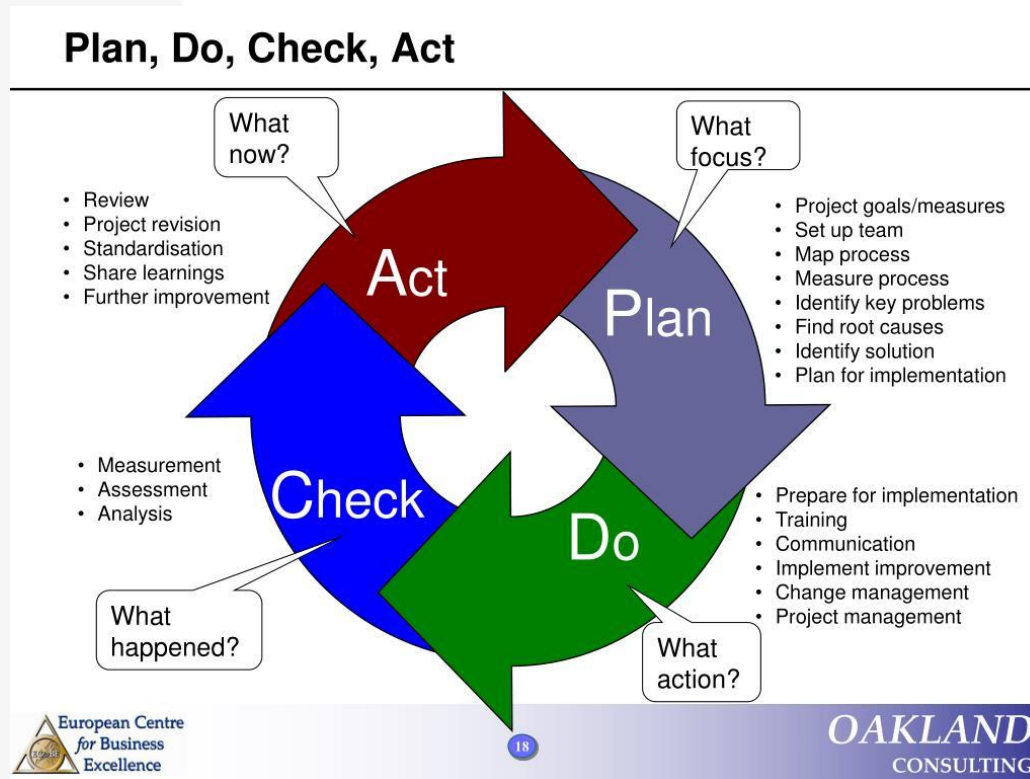 Plan, Do, Check, Act
What
now?
• Review
• Project revision
• Standardisation
• Share learnings
• Further improvement
Act
What
focus?
• Project goals/measures
• Set up team
• Map process
• Measure process
• Identify key problems
• Find root causes
• Identify solution
• Plan for implementation
Plan
• Measurement
• Assessment
• Analysis
Check
What
happened?
Do
• Prepare for implementation
• Training
• Communication
• Implement improvement
• Change management
• Project management
What
action?
European Centre
for Business
Excellence
18
OAKLAND
CONSULTING